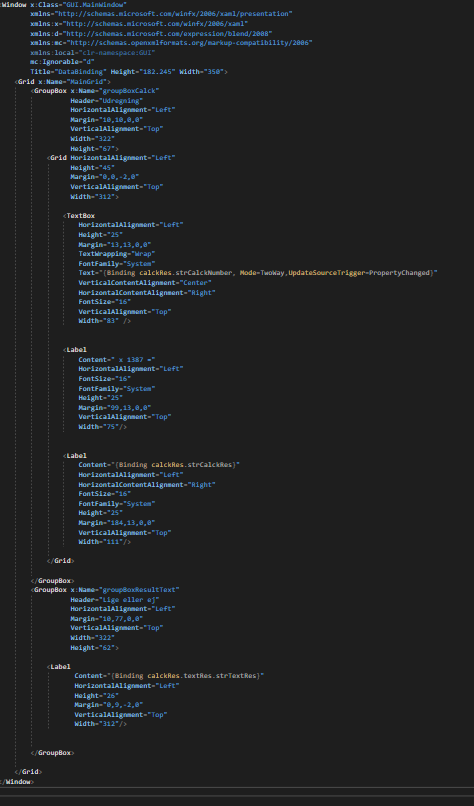 <Window x:Class="GUI.MainWindow"
xmlns="http://schemas.microsoft.com/winfx/2006/xaml/presentation"
xmlns:x="http://schemas.microsoft.com/winfx/2006/xaml"
xmlns:d="http://schemas.microsoft.com/expression/blend/2008"
xmlns:mc="http://schemas.openxmlformats.org/markup-compatibility/2006"
xmlns:local="clr-namespace:GUI"
mc:Ignorable="d"
Title="DataBinding" Height="182.245" Width="350">
<Grid x:Name="MainGrid">
<GroupBox x:Name="groupBoxCalck"
Header="Udregning"
HorizontalAlignment="Left"
Margin="10,10,0,0"
VerticalAlignment="Top"
Width="322"
Height="67">
<Grid HorizontalAlignment="Left"
Height="45"
Margin="0,0,-2,0"
VerticalAlignment="Top"
Width="312">
<TextBox
HorizontalAlignment="Left"
Height="25"
Margin="13,13,0,0"
TextWrapping="Wrap"
FontFamily="System"
Text="{Binding calckRes.strCalckNumber, Mode=TwoWay,UpdateSourceTrigger=PropertyChanged}"
VerticalContentAlignment="Center"
HorizontalContentAlignment="Right"
FontSize="16"
VerticalAlignment="Top"
Width="83" />
<Label
Content=" x 1387 ="
HorizontalAlignment="Left"
FontSize="16"
FontFamily="System"
Height="25"
Margin="99,13,0,0"
VerticalAlignment="Top"
Width="75"/>
<Label
Content="{Binding calckRes.strCalckRes}"
HorizontalAlignment="Left"
HorizontalContentAlignment="Right"
FontSize="16"
FontFamily="System"
Height="25"
Margin="184,13,0,0"
VerticalAlignment="Top"
Width="111"/>
</Grid>
</GroupBox>
<GroupBox x:Name="groupBoxResultText"
Header="Lige eller ej"
HorizontalAlignment="Left"
Margin="10,77,0,0"
VerticalAlignment="Top"
Width="322"
Height="62">
<Label
Content="{Binding calckRes.textRes.strTextRes}"
HorizontalAlignment="Left"
Height="26"
Margin="0,9,-2,0"
VerticalAlignment="Top"
Width="312"/>
</GroupBox>
</Grid>
</Window>